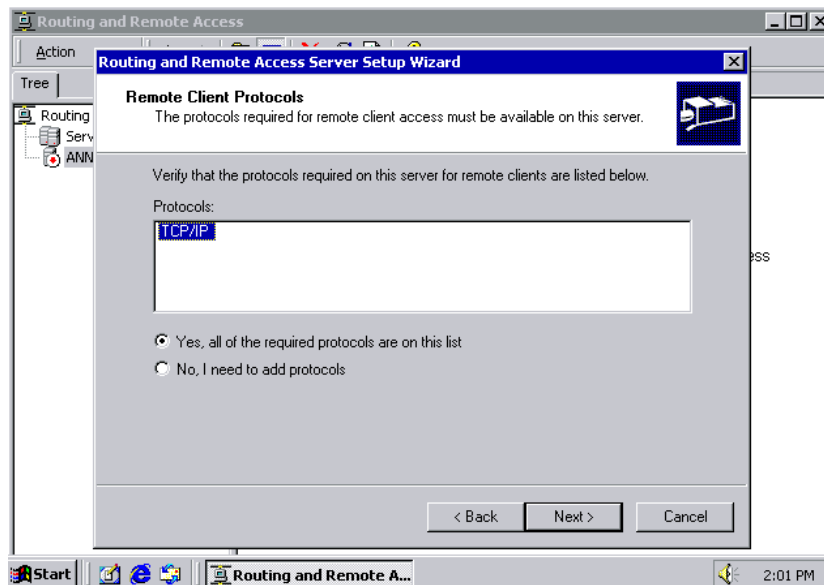 Routing and Remote Access
Action
Routing and Remote Access Server Setup Wizard
Tree
Remote Client Protocols
The protocols required for remote client access must be available on this server.
Routing
Serv
ANN
Verify that the protocols required on this server for remote clients are listed below.
Protocols:
TCP/IP
ess
Yes, all of the required protocols are on this list
No, I need to add protocols
< Back
Next >
Cancel
Start
Routing and Remote A...
2:01 PM